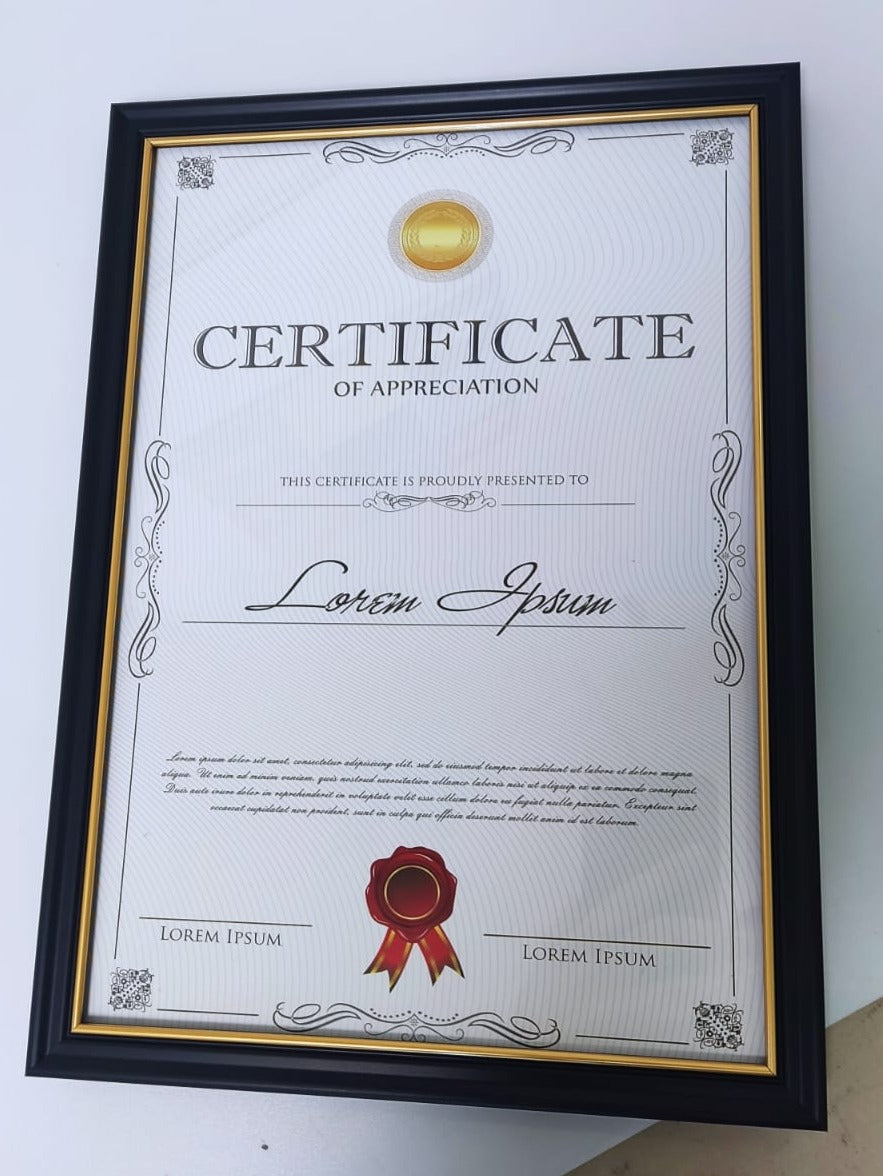 CERTIFICATE
OF APPRECIATION
THIS CERTIFICATE IS PROUDLY PRESENTED TO
Lorem Ipsum
Lorem ipsum dolor sit amet, consectetur adipisicing elit, sed do eiusmod tempor incididunt ut labore et dolore magna
aliqua. Ut enim ad minim veniam, quis nostrud exercitation ullamco laboris nisi ut aliquip ex ea commodo consequat.
Duis aute irure dolor in reprehenderit in voluptate velit esse cillum dolore eu fugiat nulla pariatur. Excepteur sint
occaecat cupidatat non proident, sunt in culpa qui officia deserunt mollit anim id est laborum.
LOREM IPSUM
LOREM IPSUM